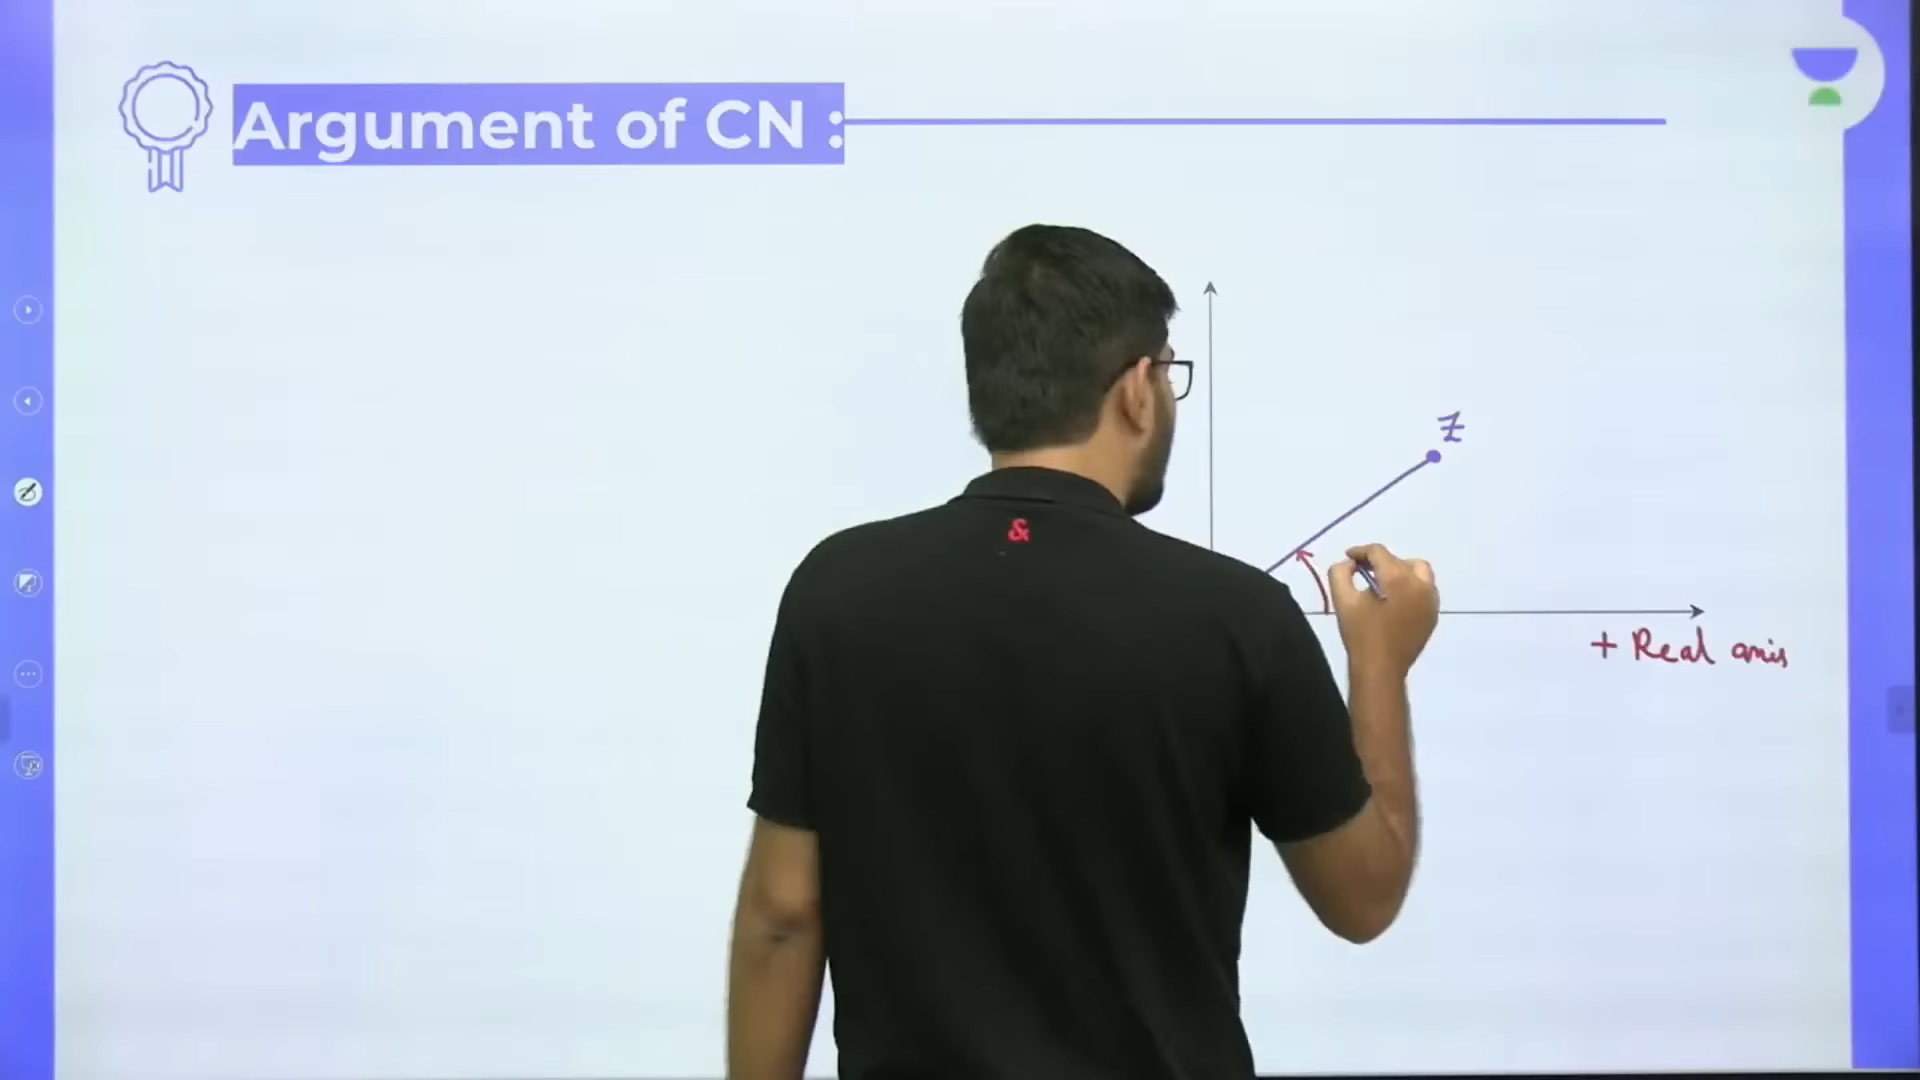 Argument of CN :
&
Z
+ Real axis